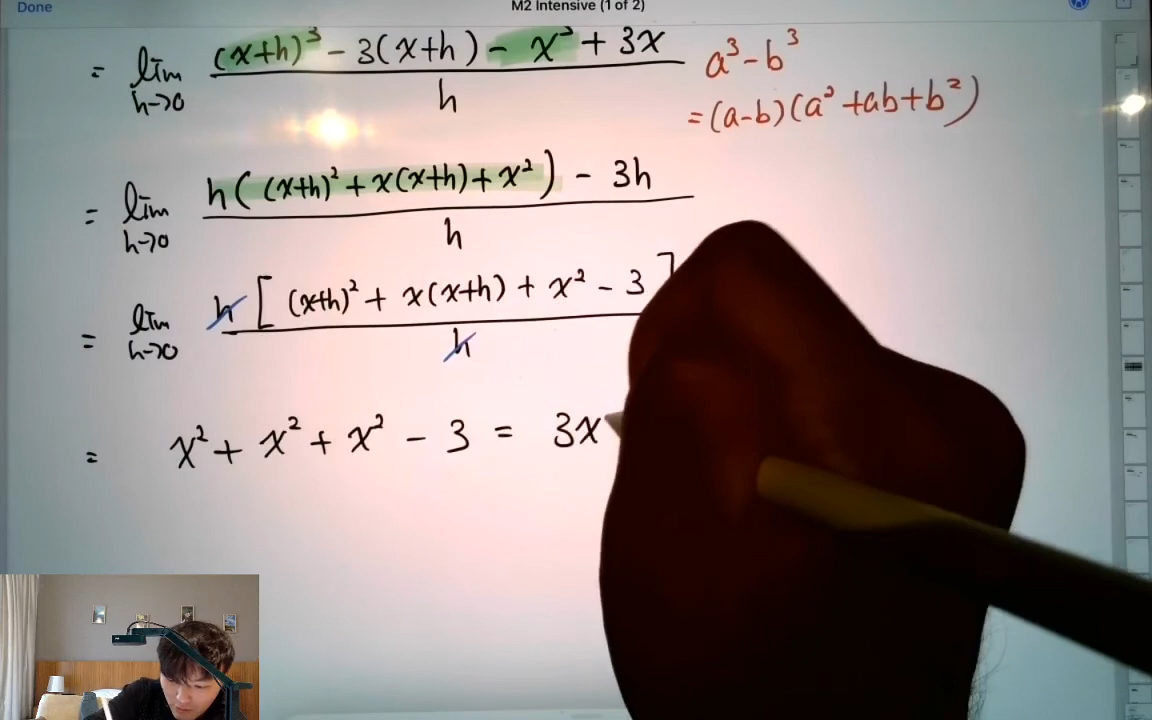 Done
M2 Intensive (1 of 2)
= lim h→0 (x+h)³ - 3(x+h) - x³ + 3x / h
a³-b³
=(a-b)(a²+ab+b²)
= lim h→0 h((x+h)²+x(x+h)+x²) - 3h / h
= lim h→0 h[(x+h)²+x(x+h)+x²-3] / h
= x²+x²+x²-3 = 3x